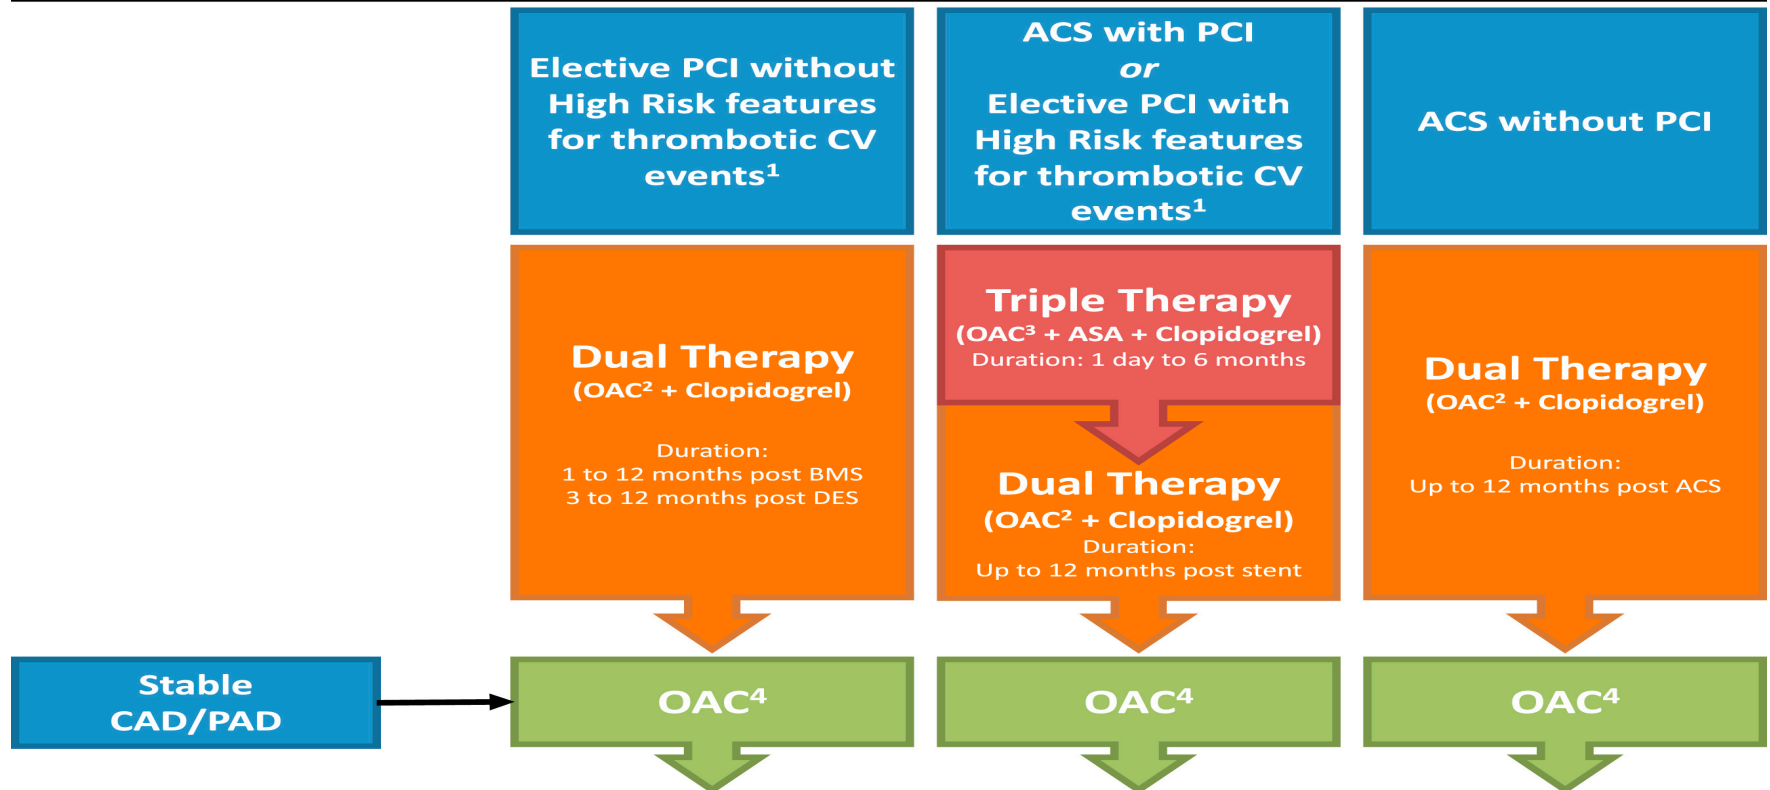 Elective PCI without
High Risk features
for thrombotic CV
events¹
ACS with PCI
or
Elective PCI with
High Risk features
for thrombotic CV
events¹
ACS without PCI
Dual Therapy
(OAC² + Clopidogrel)
Duration:
1 to 12 months post BMS
3 to 12 months post DES
Triple Therapy
(OAC³ + ASA + Clopidogrel)
Duration: 1 day to 6 months
Dual Therapy
(OAC² + Clopidogrel)
Duration:
Up to 12 months post stent
Dual Therapy
(OAC² + Clopidogrel)
Duration:
Up to 12 months post ACS
Stable
CAD/PAD
OAC⁴
OAC⁴
OAC⁴